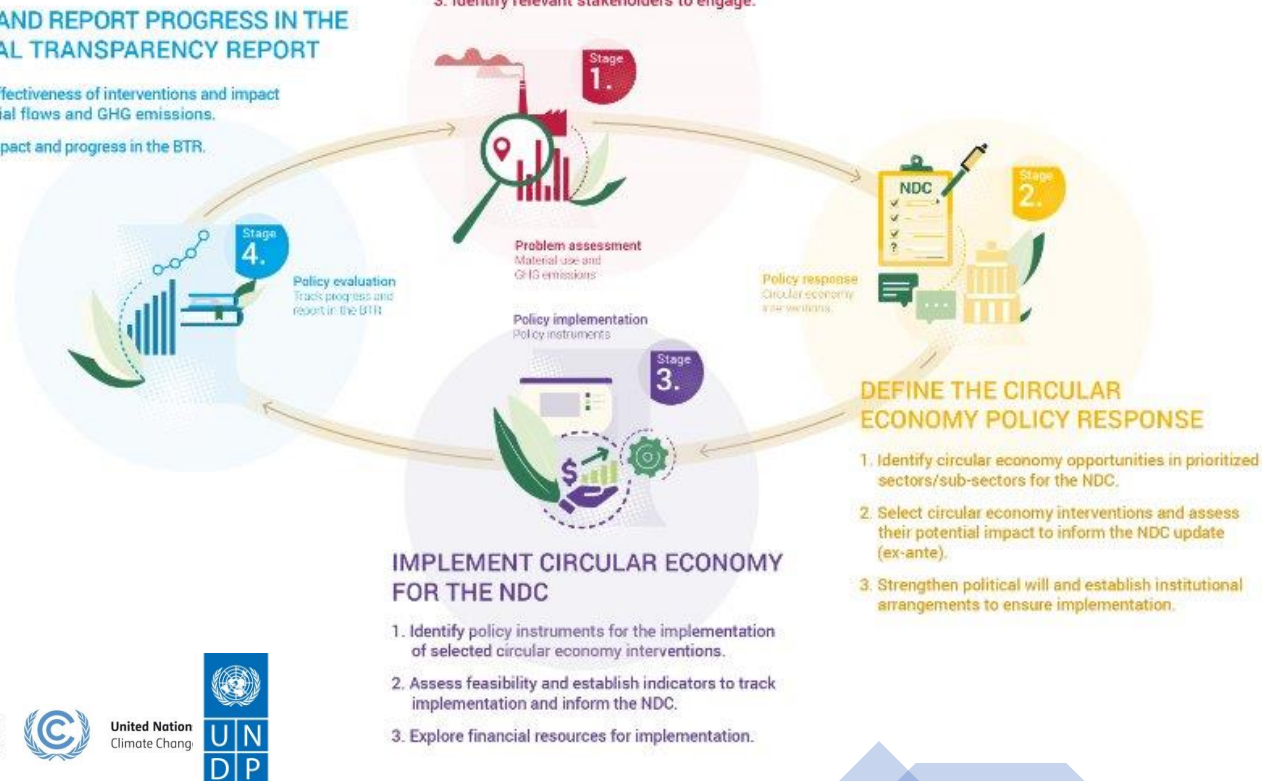 3. Identify relevant stakeholders to engage.
AND REPORT PROGRESS IN THE
AL TRANSPARENCY REPORT
ffectiveness of interventions and impact
ial flows and GHG emissions.
pact and progress in the BTR.
Stage
1.
Problem assessment
Material use and
GHG emissions
NDC
?
Stage
2.
Policy response
Circular economy
interventions
Stage
4.
Policy evaluation
Track progress and
report in the BTR
Policy implementation
Policy instruments
Stage
3.
$
DEFINE THE CIRCULAR
ECONOMY POLICY RESPONSE
1. Identify circular economy opportunities in prioritized
sectors/sub-sectors for the NDC.
2. Select circular economy interventions and assess
their potential impact to inform the NDC update
(ex-ante).
3. Strengthen political will and establish institutional
arrangements to ensure implementation.
IMPLEMENT CIRCULAR ECONOMY
FOR THE NDC
1. Identify policy instruments for the implementation
of selected circular economy interventions.
2. Assess feasibility and establish indicators to track
implementation and inform the NDC.
3. Explore financial resources for implementation.
United Nation
Climate Chang
U N
D P